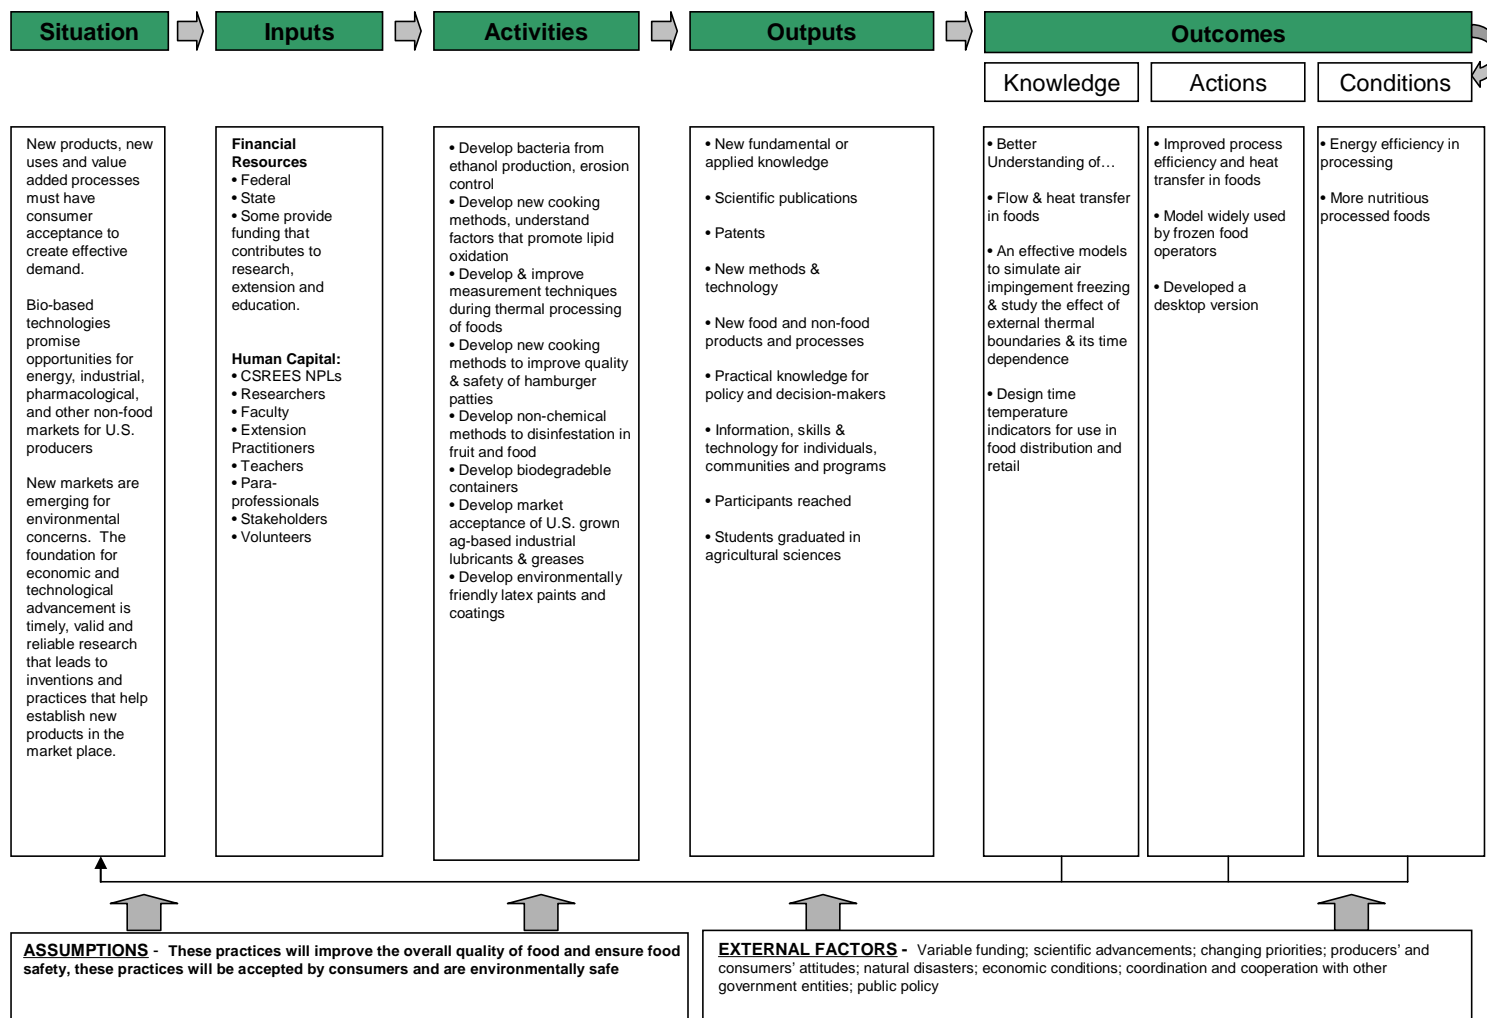 Situation
Inputs
Activities
Outputs
Outcomes
Knowledge
Actions
Conditions
New products, new
uses and value
added processes
must have
consumer
acceptance to
create effective
demand.
Bio-based
technologies
promise
opportunities for
energy, industrial,
pharmacological,
and other non-food
markets for U.S.
producers
New markets are
emerging for
environmental
concerns.  The
foundation for
economic and
technological
advancement is
timely, valid and
reliable research
that leads to
inventions and
practices that help
establish new
products in the
market place.
Financial
Resources
• Federal
• State
• Some provide
funding that
contributes to
research,
extension and
education.
Human Capital:
• CSREES NPLs
• Researchers
• Faculty
• Extension
Practitioners
• Teachers
• Para-
professionals
• Stakeholders
• Volunteers
• Develop bacteria from
ethanol production, erosion
control
• Develop new cooking
methods, understand
factors that promote lipid
oxidation
• Develop & improve
measurement techniques
during thermal processing
of foods
• Develop new cooking
methods to improve quality
& safety of hamburger
patties
• Develop non-chemical
methods to disinfestation in
fruit and food
• Develop biodegradeble
containers
• Develop market
acceptance of U.S. grown
ag-based industrial
lubricants & greases
• Develop environmentally
friendly latex paints and
coatings
• New fundamental or
applied knowledge
• Scientific publications
• Patents
• New methods &
technology
• New food and non-food
products and processes
• Practical knowledge for
policy and decision-makers
• Information, skills &
technology for individuals,
communities and programs
• Participants reached
• Students graduated in
agricultural sciences
• Better
Understanding of…
• Flow & heat transfer
in foods
• An effective models
to simulate air
impingement freezing
& study the effect of
external thermal
boundaries & its time
dependence
• Design time
temperature
indicators for use in
food distribution and
retail
• Improved process
efficiency and heat
transfer in foods
• Model widely used
by frozen food
operators
• Developed a
desktop version
• Energy efficiency in
processing
• More nutritious
processed foods
ASSUMPTIONS - These practices will improve the overall quality of food and ensure food
safety, these practices will be accepted by consumers and are environmentally safe
EXTERNAL FACTORS - Variable funding; scientific advancements; changing priorities; producers’ and
consumers’ attitudes; natural disasters; economic conditions; coordination and cooperation with other
government entities; public policy